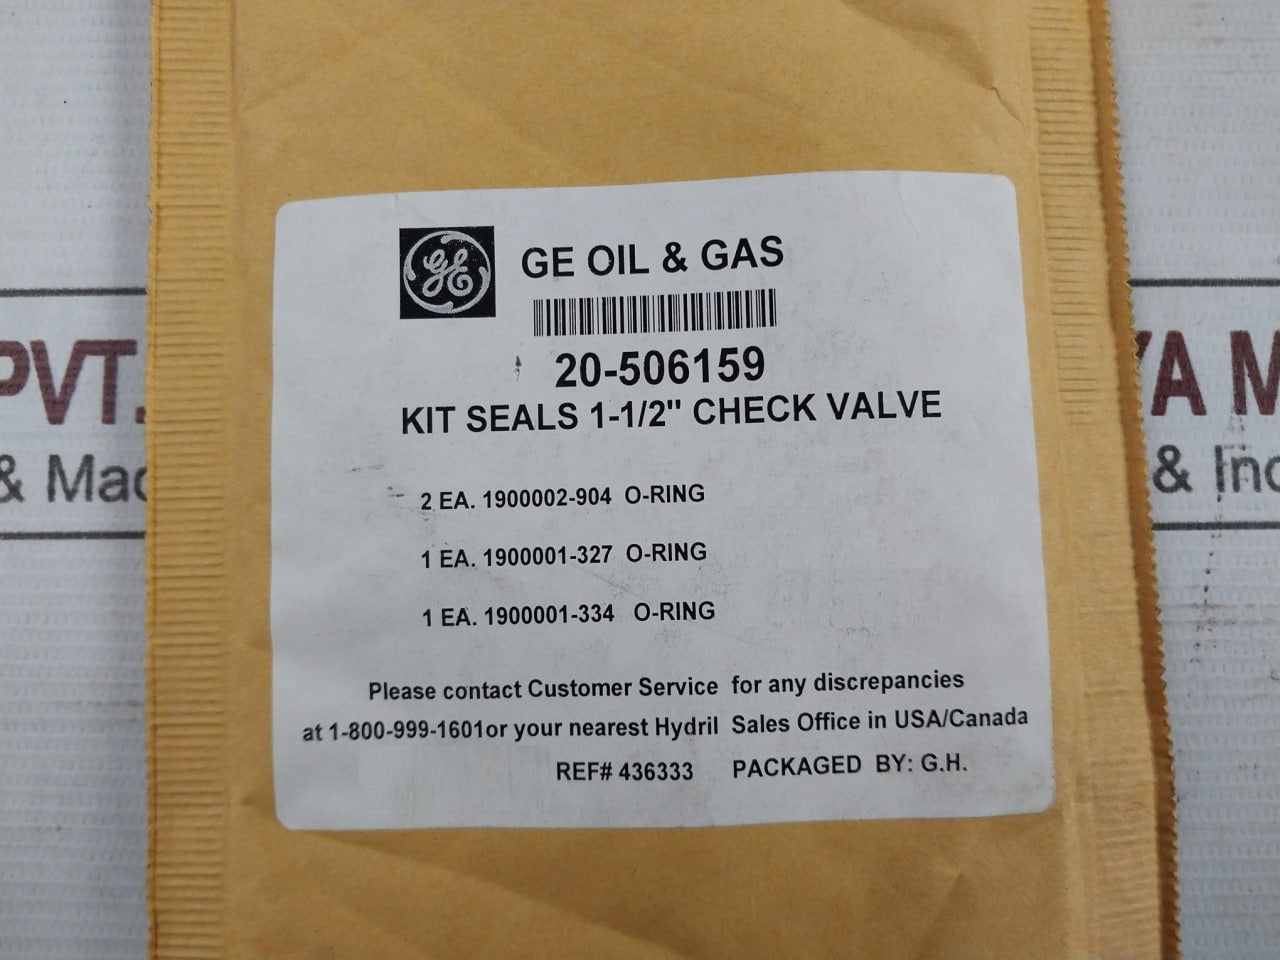 GE
GE OIL & GAS
20-506159
KIT SEALS 1-1/2" CHECK VALVE
2 EA. 1900002-904 O-RING
1 EA. 1900001-327 O-RING
1 EA. 1900001-334 O-RING
Please contact Customer Service for any discrepancies
at 1-800-999-1601or your nearest Hydril Sales Office in USA/Canada
REF# 436333 PACKAGED BY: G.H.
PVT.
& Mac
YA M
& Inc